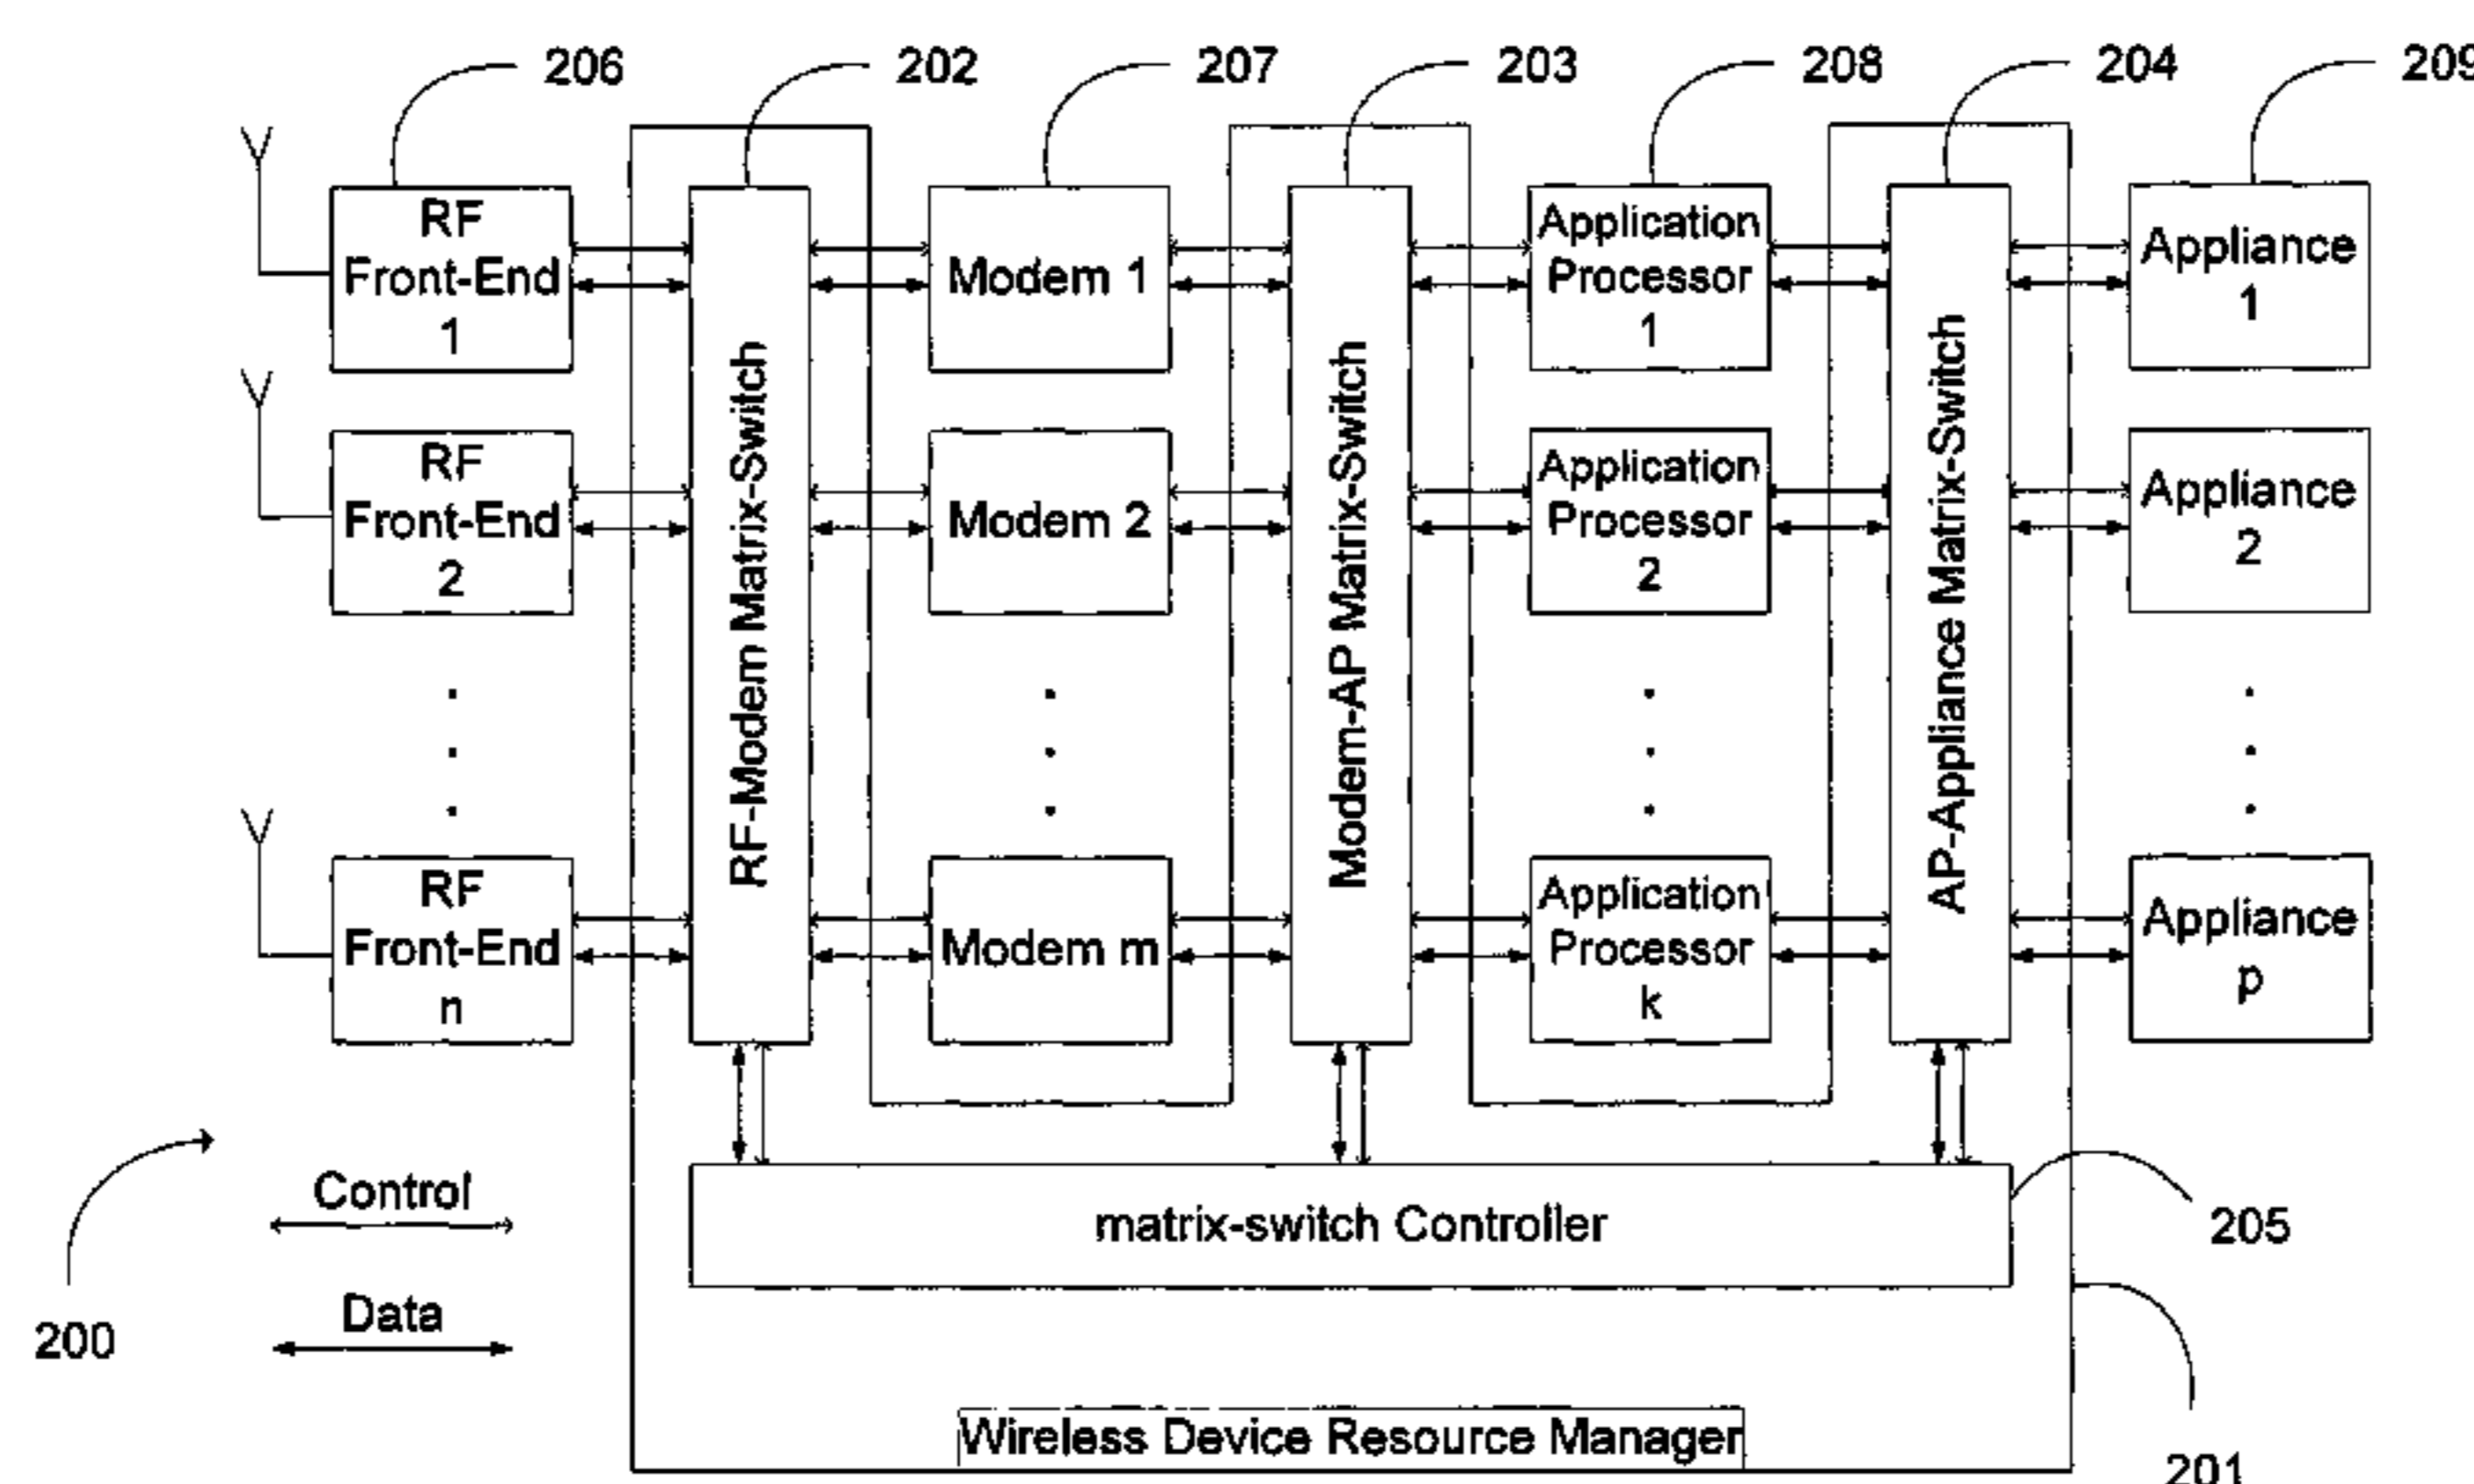 206
202
207
203
208
204
209
RF
Front-End
1
Modem 1
Application
Processor
1
Appliance
1
RF
Front-End
2
Modem 2
Application
Processor
2
Appliance
2
RF-Modem Matrix-Switch
Modem-AP Matrix-Switch
AP-Appliance Matrix-Switch
RF
Front-End
n
Modem m
Application
Processor
k
Appliance
p
Control
Data
200
matrix-switch Controller
205
Wireless Device Resource Manager
201